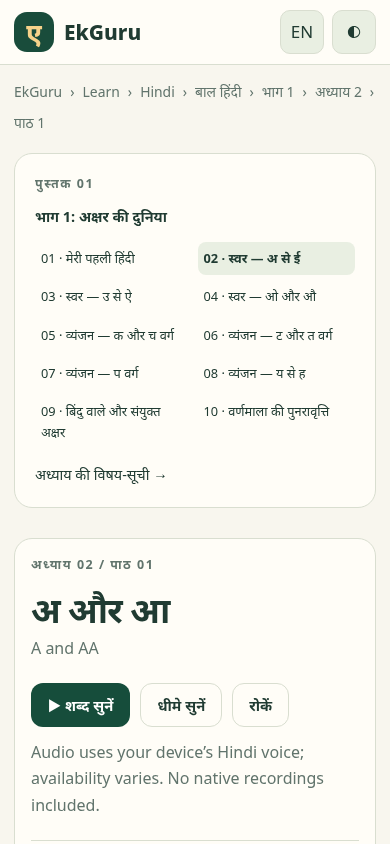 ए EkGuru EN
EkGuru › Learn › Hindi › बाल हिंदी › भाग 1 › अध्याय 2 ›
पाठ 1
पुस्तक 01
भाग 1: अक्षर की दुनिया
01 · मेरी पहली हिंदी
02 · स्वर — अ से ई
03 · स्वर — उ से ऐ
04 · स्वर — ओ और औ
05 · व्यंजन — क और च वर्ग
06 · व्यंजन — ट और त वर्ग
07 · व्यंजन — प वर्ग
08 · व्यंजन — य से ह
09 · बिंदु वाले और संयुक्त
अक्षर
10 · वर्णमाला की पुनरावृत्ति
अध्याय की विषय-सूची →
अध्याय 02 / पाठ 01
अ और आ
A and AA
▶ शब्द सुनें धीमे सुनें रोकें
Audio uses your device’s Hindi voice;
availability varies. No native recordings
included.